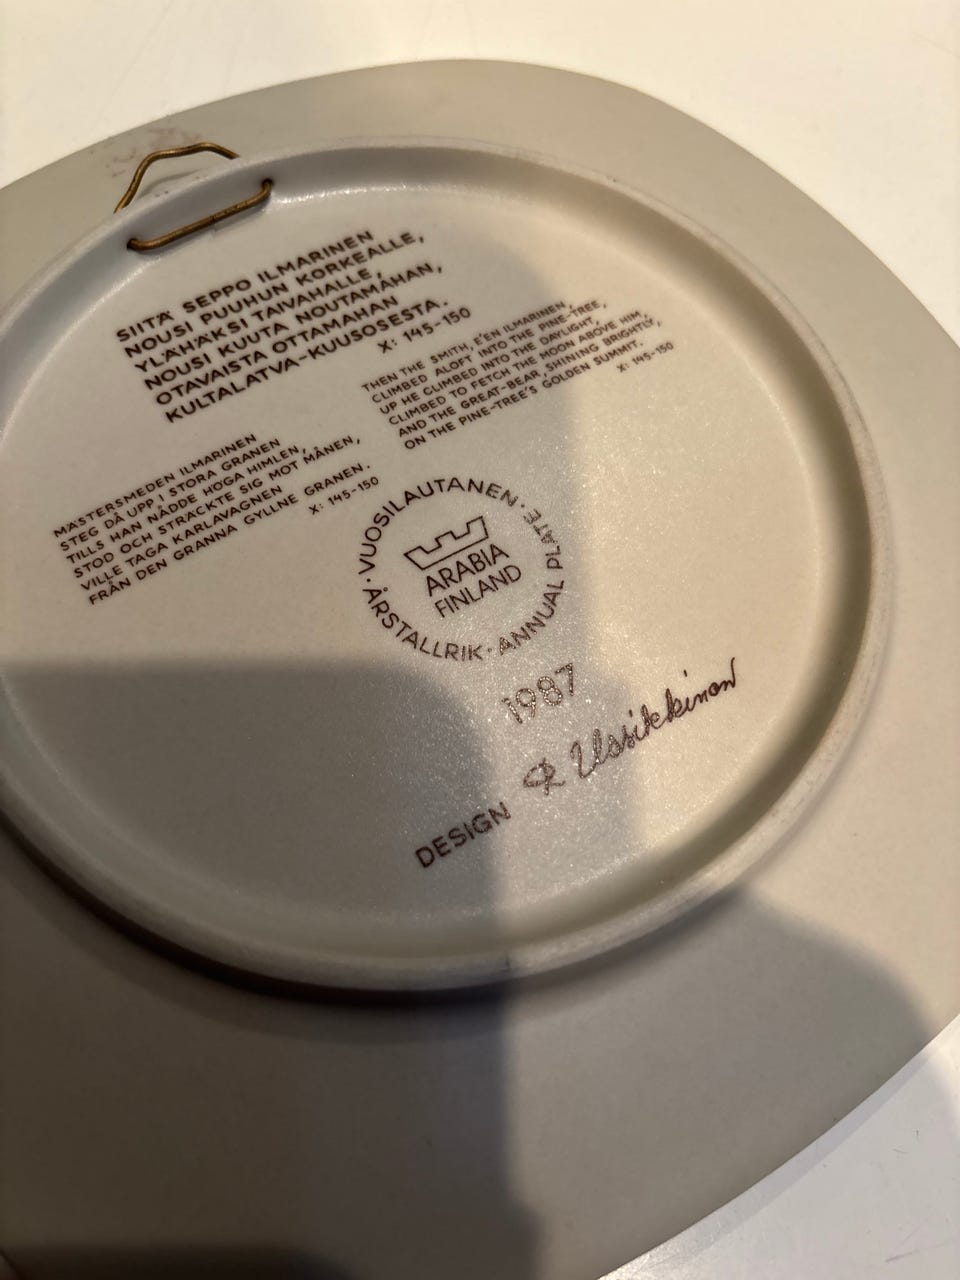 SIITÄ SEPPO ILMARINEN
NOUSI PUUHUN KORKEALLE,
YLÄHÄKSI TAIVAHALLE,
NOUSI KUUTA NOUTAMAHAN,
OTAVAISTA OTTAMAHAN
KULTALATVA-KUUSOSESTA.
X: 145-150
THEN THE SMITH, E'EN ILMARINEN,
CLIMBED ALOFT INTO THE PINE-TREE,
UP HE CLIMBED INTO THE DAYLIGHT,
CLIMBED TO FETCH THE MOON ABOVE HIM,
AND THE GREAT-BEAR, SHINING BRIGHTLY,
ON THE PINE-TREE'S GOLDEN SUMMIT.
X: 145-150
MÄSTERSMEDEN ILMARINEN
STEG DÅ UPP I STORA GRANEN
TILLS HAN NÅDDE HÖGA HIMLEN,
STOD OCH STRÄCKTE SIG MOT MÅNEN,
VILLE TAGA KARLAVAGNEN
FRÅN DEN GRANNA GYLLNE GRANEN.
X: 145-150
· VUOSILAUTANEN · ANNUAL PLATE · ÅRSTALLRIK
ARABIA
FINLAND
1987
DESIGN R Uosikkinen